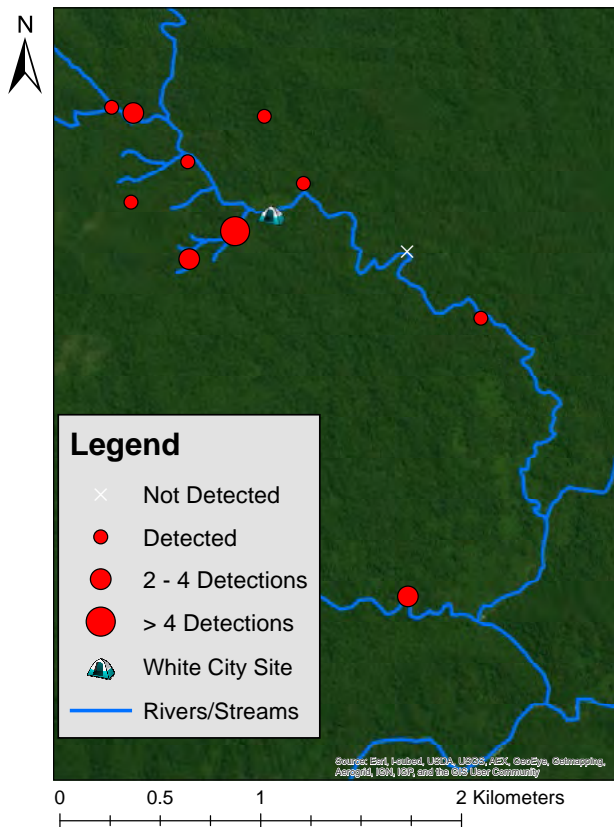 N
Legend
Not Detected
Detected
2 - 4 Detections
> 4 Detections
White City Site
Rivers/Streams
Source: Esri, i-cubed, USDA, USGS, AEX, GeoEye, Getmapping,
Aerogrid, IGN, IGP, and the GIS User Community
0 0.5 1 2 Kilometers